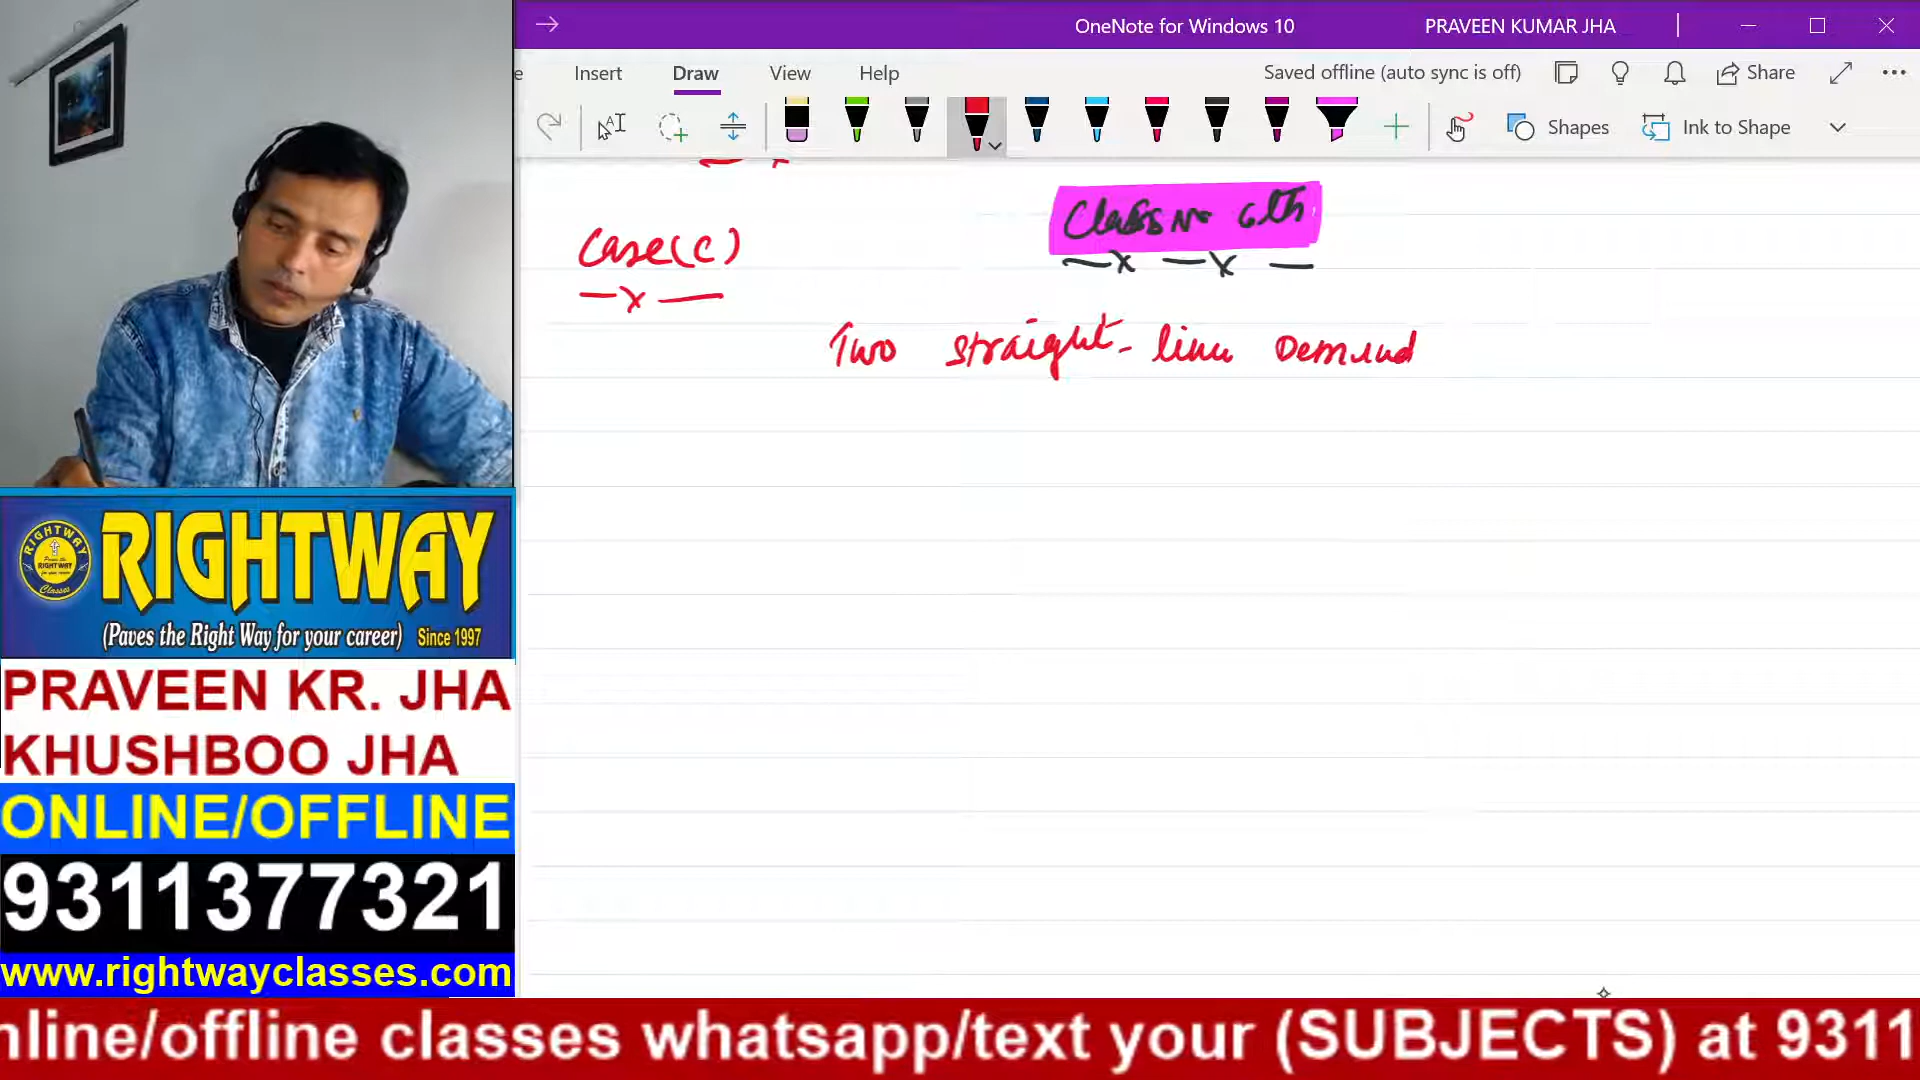 OneNote for Windows 10
PRAVEEN KUMAR JHA
Insert
Draw
View
Help
Saved offline (auto sync is off)
Share
Shapes
Ink to Shape
Class No 6th
Case (C)
Two straight-line Demand
RIGHTWAY
RIGHTWAY
Classes
RIGHTWAY
(Paves the Right Way for your career) Since 1997
PRAVEEN KR. JHA
KHUSHBOO JHA
ONLINE/OFFLINE
9311377321
www.rightwayclasses.com
nline/offline classes whatsapp/text your (SUBJECTS) at 9311